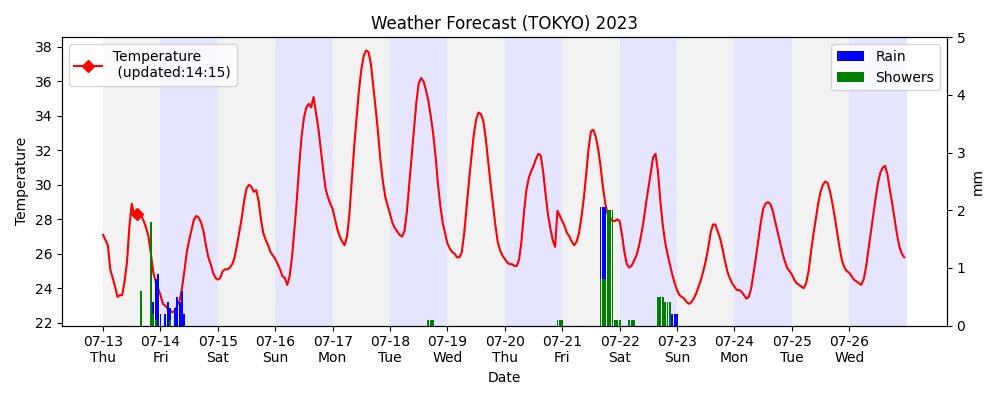 Weather Forecast (TOKYO) 2023
Temperature
(updated:14:15)
Rain
Showers
38
36
34
32
30
28
26
24
22
Temperature
5
4
3
2
1
0
mm
07-13 07-14 07-15 07-16 07-17 07-18 07-19 07-20 07-21 07-22 07-23 07-24 07-25 07-26
Thu Fri Sat Sun Mon Tue Wed Thu Fri Sat Sun Mon Tue Wed
Date